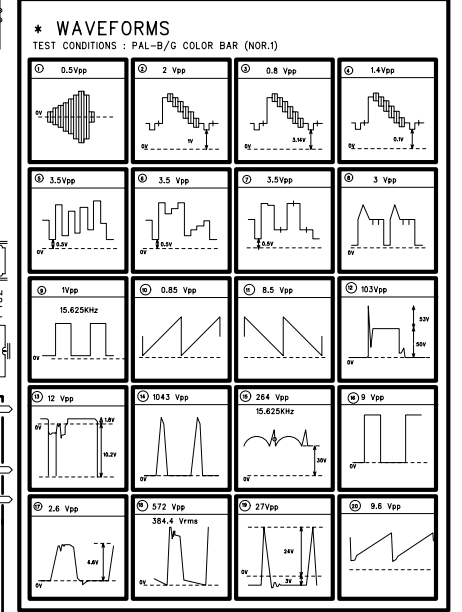 * WAVEFORMS
TEST CONDITIONS : PAL-B/G COLOR BAR (NOR.1)
① 0.5Vpp
0V
② 2 Vpp
1V
0V
③ 0.8 Vpp
3.14V
0V
④ 1.4Vpp
0.1V
0V
⑤ 3.5Vpp
0.5V
0V
⑥ 3.5 Vpp
0.5V
0V
⑦ 3.5Vpp
0.5V
0V
⑧ 3 Vpp
0V
⑨ 1Vpp
15.625KHz
0V
⑩ 0.85 Vpp
0V
⑪ 8.5 Vpp
0V
⑫ 103Vpp
53V
50V
0V
⑬ 12 Vpp
1.8V
0V
10.2V
⑭ 1043 Vpp
0V
⑮ 264 Vpp
15.625KHz
30V
0V
⑯ 9 Vpp
0V
⑰ 2.6 Vpp
4.6V
0V
⑱ 572 Vpp
384.4 Vrms
0V
⑲ 27Vpp
24V
0V
3V
⑳ 9.6 Vpp
0V